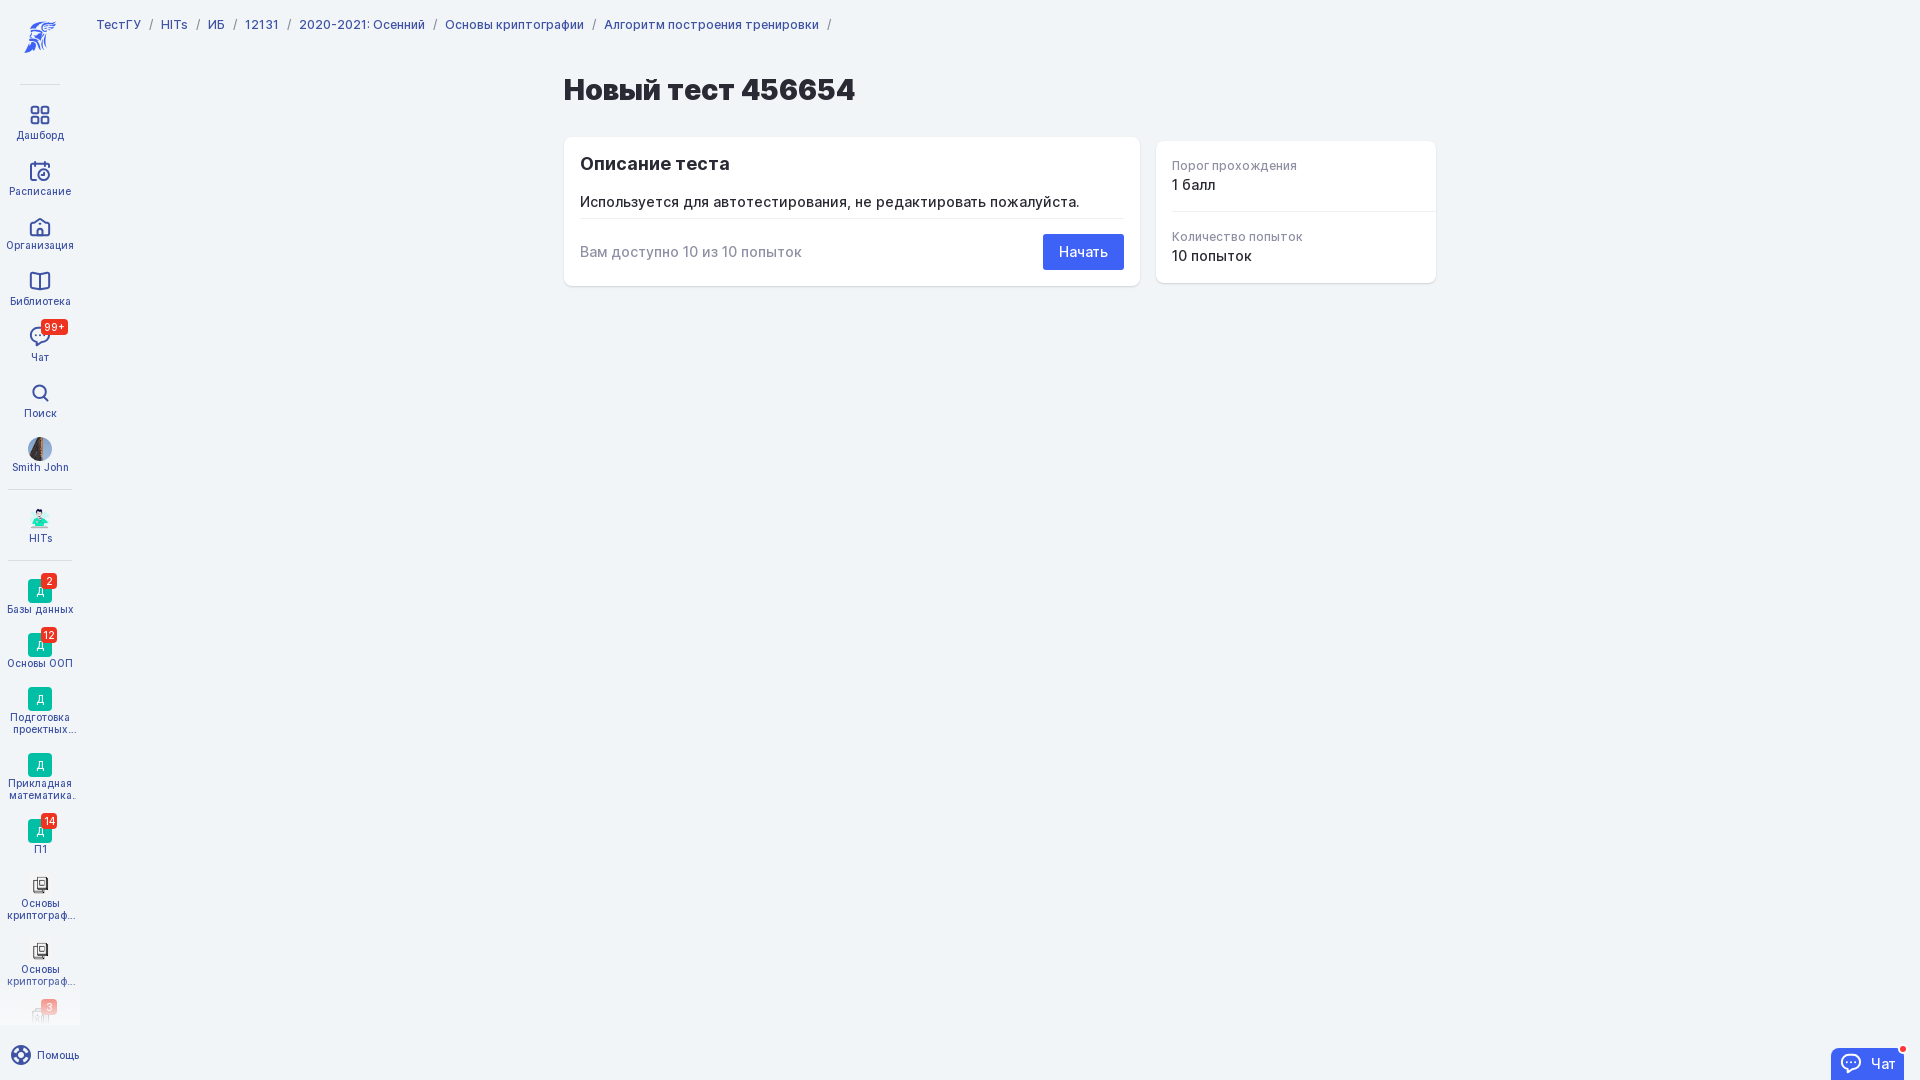 ТестГУ / HITs / ИБ / 12131 / 2020-2021: Осенний / Основы криптографии / Алгоритм построения тренировки /
Новый тест 456654
Описание теста
Используется для автотестирования, не редактировать пожалуйста.
Вам доступно 10 из 10 попыток
Начать
Порог прохождения
1 балл
Количество попыток
10 попыток
Дашборд
Расписание
Организация
Библиотека
99+
Чат
Поиск
Smith John
HITs
2
Д
Базы данных
12
Д
Основы ООП
Д
Подготовка
проектных...
Д
Прикладная
математика.
14
Д
П1
Основы
криптограф...
Основы
криптограф...
3
Помощь
Чат